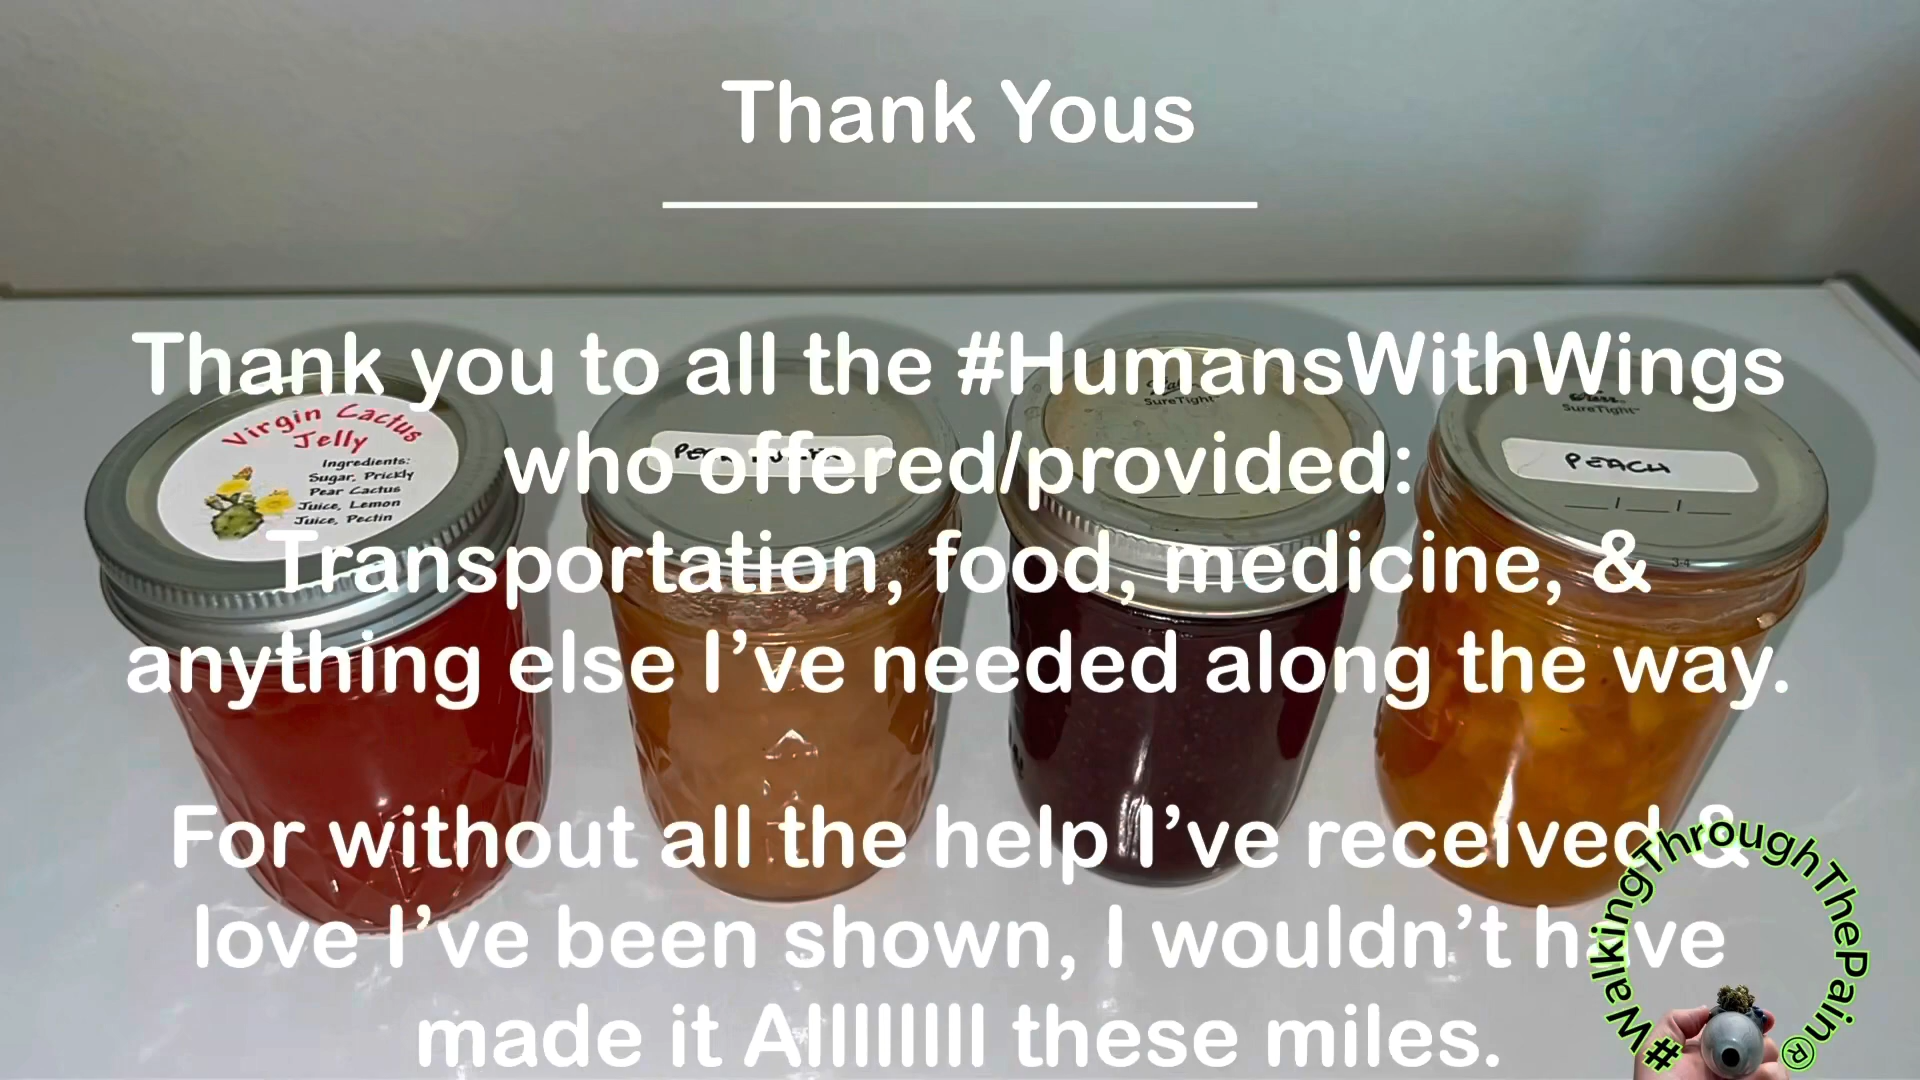 Thank Yous
Thank you to all the #HumansWithWings
who offered/provided:
Transportation, food, medicine, &
anything else I’ve needed along the way.
For without all the help I’ve received &
love I’ve been shown, I wouldn’t have
made it Allllllll these miles.
Virgin Cactus
Jelly
Ingredients:
Sugar, Prickly
Pear Cactus
Juice, Lemon
Juice, Pectin
SureTight™
SureTight™
PEACH
#WalkingThroughThePain®